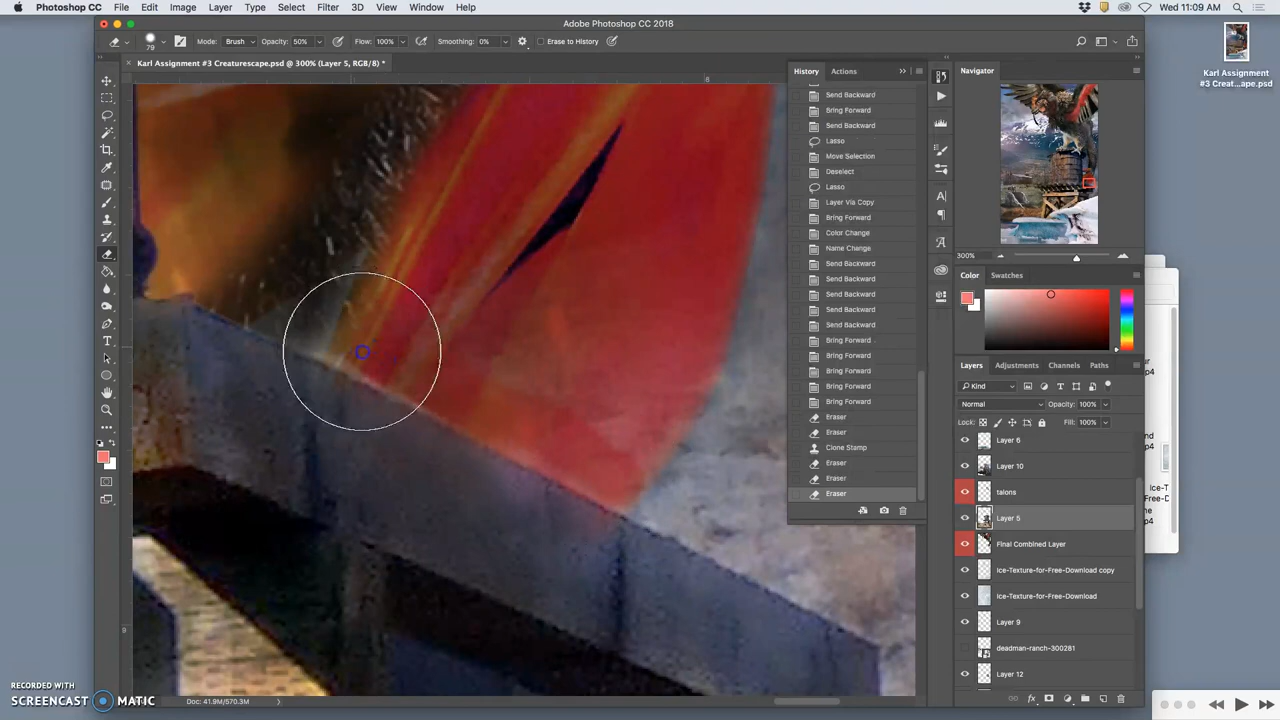 Photoshop File Edit Image Layer Type Select Filter 3D View Window Help
Wed 11:09 AM
Adobe Photoshop CC 2018
79 Mode: Brush Opacity: 50% Flow: 100% Smoothing: 0% Erase to History
Karl Assignment #3 Creaturescape.psd @ 300% (Layer 5, RGB/8) *
Karl Assignment
#3 Creat...ape.psd
History Actions
Send Backward
Bring Forward
Send Backward
Lasso
Move Selection
Deselect
Lasso
Layer Via Copy
Bring Forward
Color Change
Name Change
Send Backward
Send Backward
Send Backward
Send Backward
Send Backward
Bring Forward
Bring Forward
Bring Forward
Bring Forward
Bring Forward
Eraser
Eraser
Clone Stamp
Eraser
Eraser
Eraser
Navigator
300%
Color Swatches
Layers Adjustments Channels Paths
Kind
Normal Opacity: 100%
Lock: Fill: 100%
Layer 6
Layer 10
talons
Layer 5
Final Combined Layer
Ice-Texture-for-Free-Download copy
Ice-Texture-for-Free-Download
Layer 9
deadman-ranch-300281
Layer 12
Doc: 41.9M/570.3M
RECORDED WITH
SCREENCAST MATIC